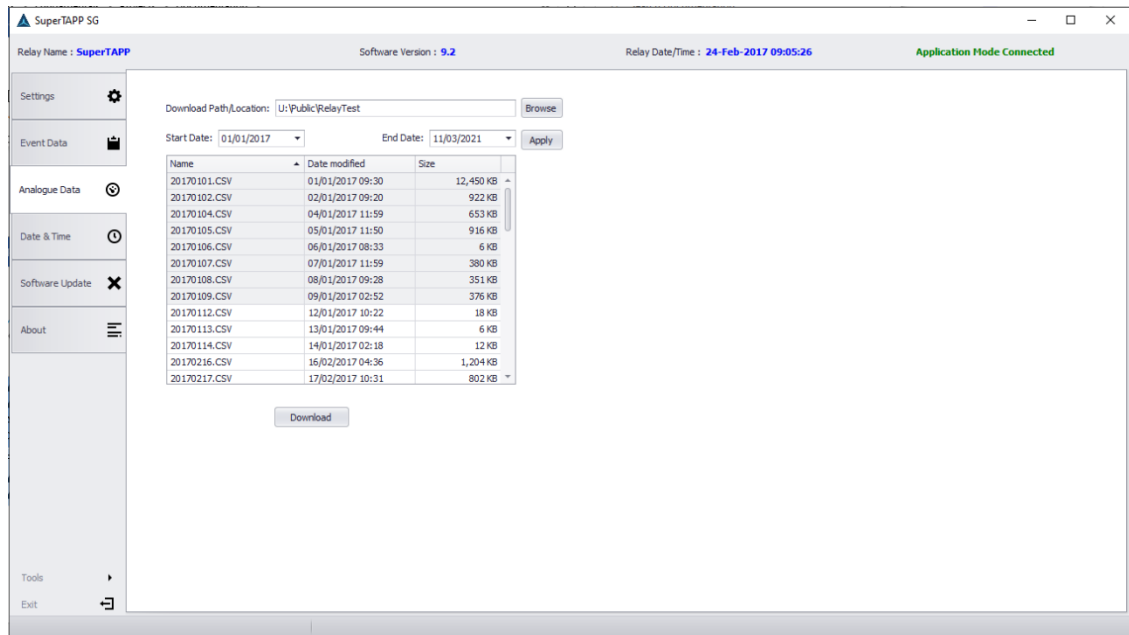 SuperTAPP SG
Relay Name : SuperTAPP Software Version : 9.2 Relay Date/Time : 24-Feb-2017 09:05:26 Application Mode Connected
Settings
Event Data
Analogue Data
Date & Time
Software Update
About
Download Path/Location: U:\Public\RelayTest Browse
Start Date: 01/01/2017 End Date: 11/03/2021 Apply
Name Date modified Size
20170101.CSV 01/01/2017 09:30 12,450 KB
20170102.CSV 02/01/2017 09:20 922 KB
20170104.CSV 04/01/2017 11:59 653 KB
20170105.CSV 05/01/2017 11:50 916 KB
20170106.CSV 06/01/2017 08:33 6 KB
20170107.CSV 07/01/2017 11:59 380 KB
20170108.CSV 08/01/2017 09:28 351 KB
20170109.CSV 09/01/2017 02:52 376 KB
20170112.CSV 12/01/2017 10:22 18 KB
20170113.CSV 13/01/2017 09:44 6 KB
20170114.CSV 14/01/2017 02:18 12 KB
20170216.CSV 16/02/2017 04:36 1,204 KB
20170217.CSV 17/02/2017 10:31 802 KB
Download
Tools
Exit